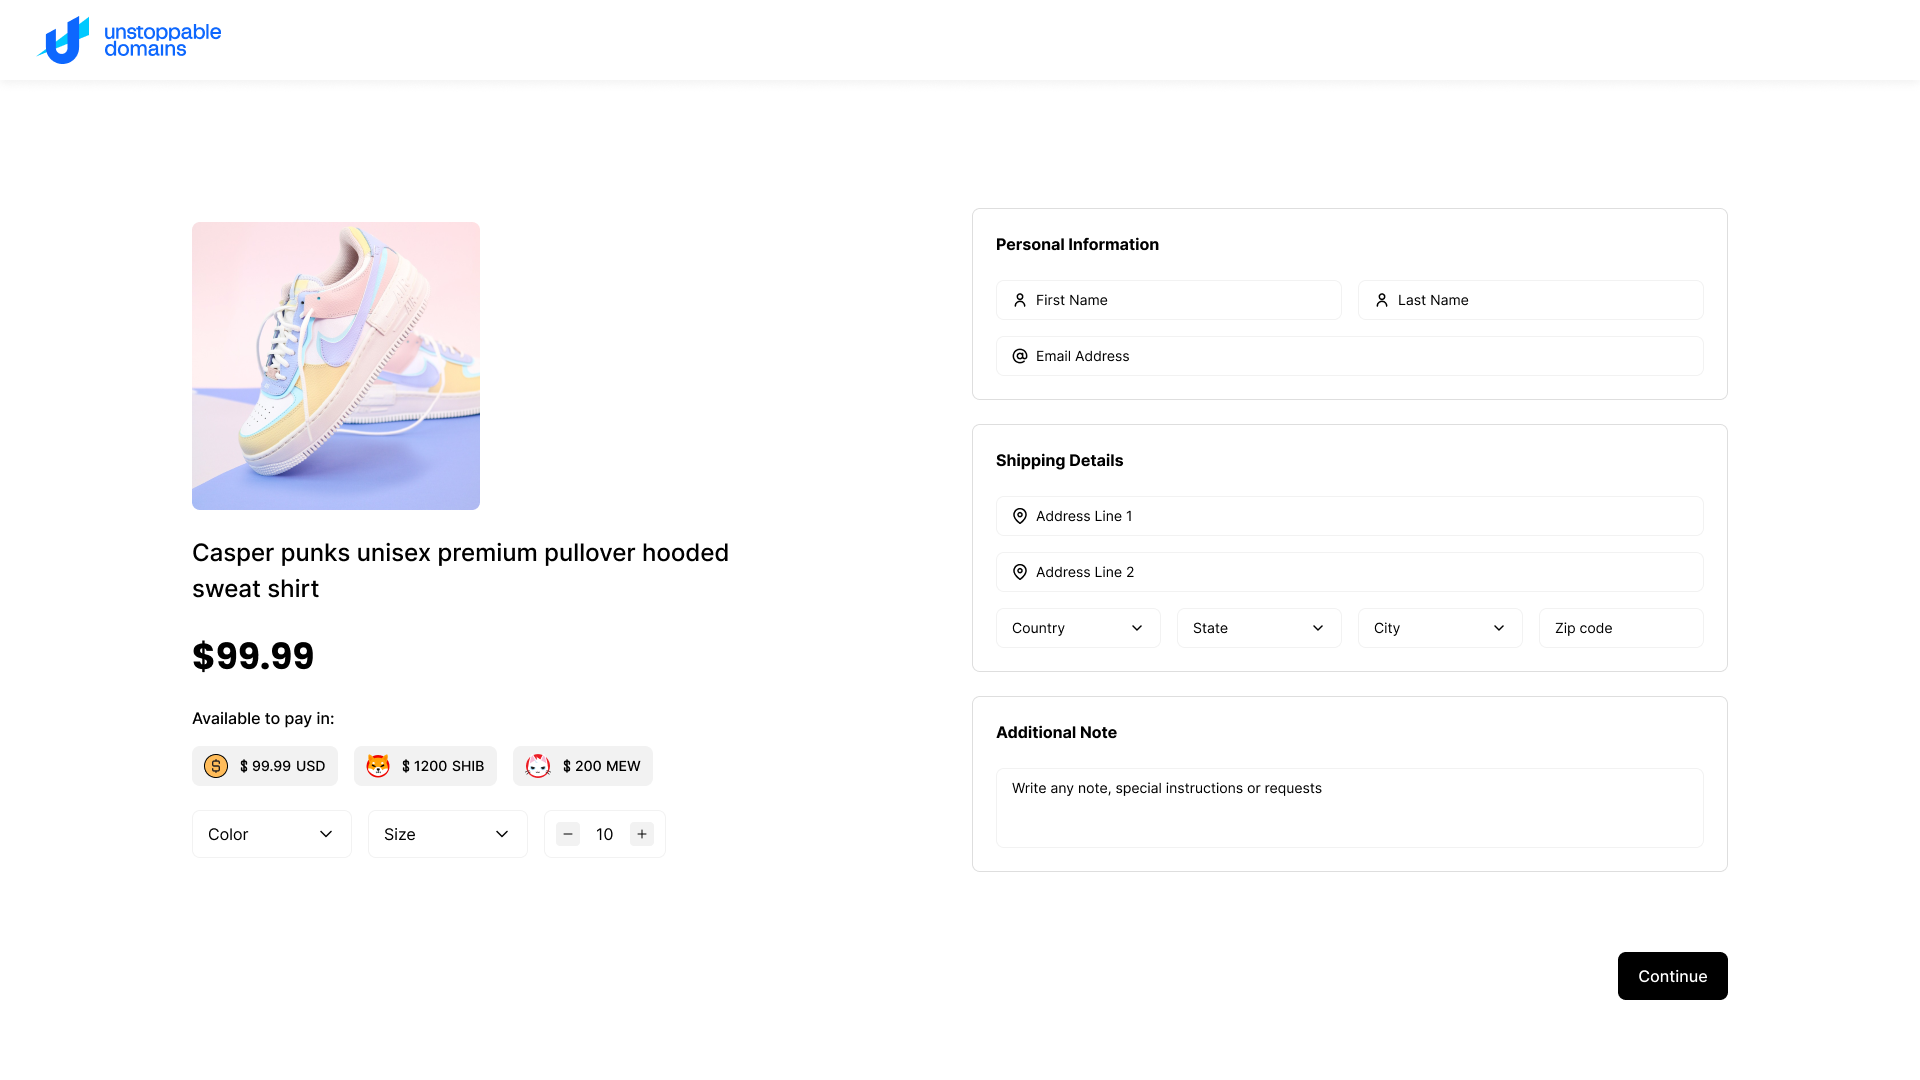 unstoppable
domains
Casper punks unisex premium pullover hooded
sweat shirt
$99.99
Available to pay in:
$ 99.99 USD
$ 1200 SHIB
$ 200 MEW
Color
Size
10
Personal Information
First Name
Last Name
Email Address
Shipping Details
Address Line 1
Address Line 2
Country
State
City
Zip code
Additional Note
Write any note, special instructions or requests
Continue